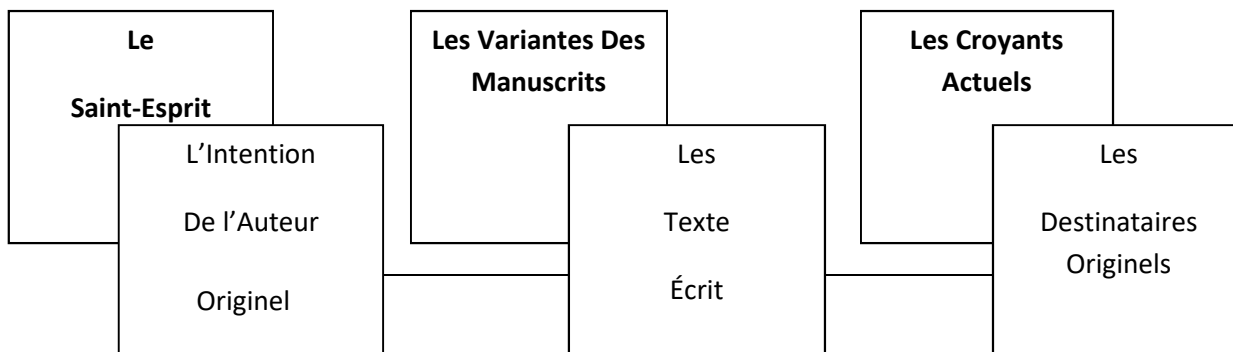 Le
Saint-Esprit
L’Intention
De l’Auteur
Originel
Les Variantes Des
Manuscrits
Les
Texte
Écrit
Les Croyants
Actuels
Les
Destinataires
Originels